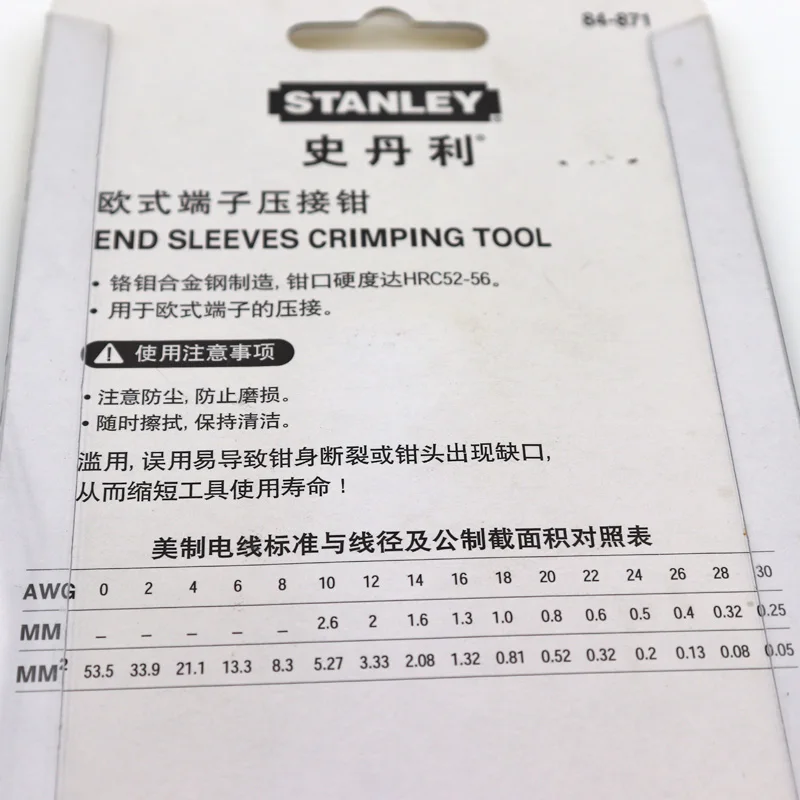 84-871
STANLEY
史丹利®
欧式端子压接钳
END SLEEVES CRIMPING TOOL
• 铬钼合金钢制造, 钳口硬度达HRC52-56。
• 用于欧式端子的压接。
使用注意事项
• 注意防尘, 防止磨损。
• 随时擦拭, 保持清洁。
滥用, 误用易导致钳身断裂或钳头出现缺口,
从而缩短工具使用寿命！
美制电线标准与线径及公制截面积对照表
AWG 0 2 4 6 8 10 12 14 16 18 20 22 24 26 28 30
MM – – – – – 2.6 2 1.6 1.3 1.0 0.8 0.6 0.5 0.4 0.32 0.25
MM² 53.5 33.9 21.1 13.3 8.3 5.27 3.33 2.08 1.32 0.81 0.52 0.32 0.2 0.13 0.08 0.05